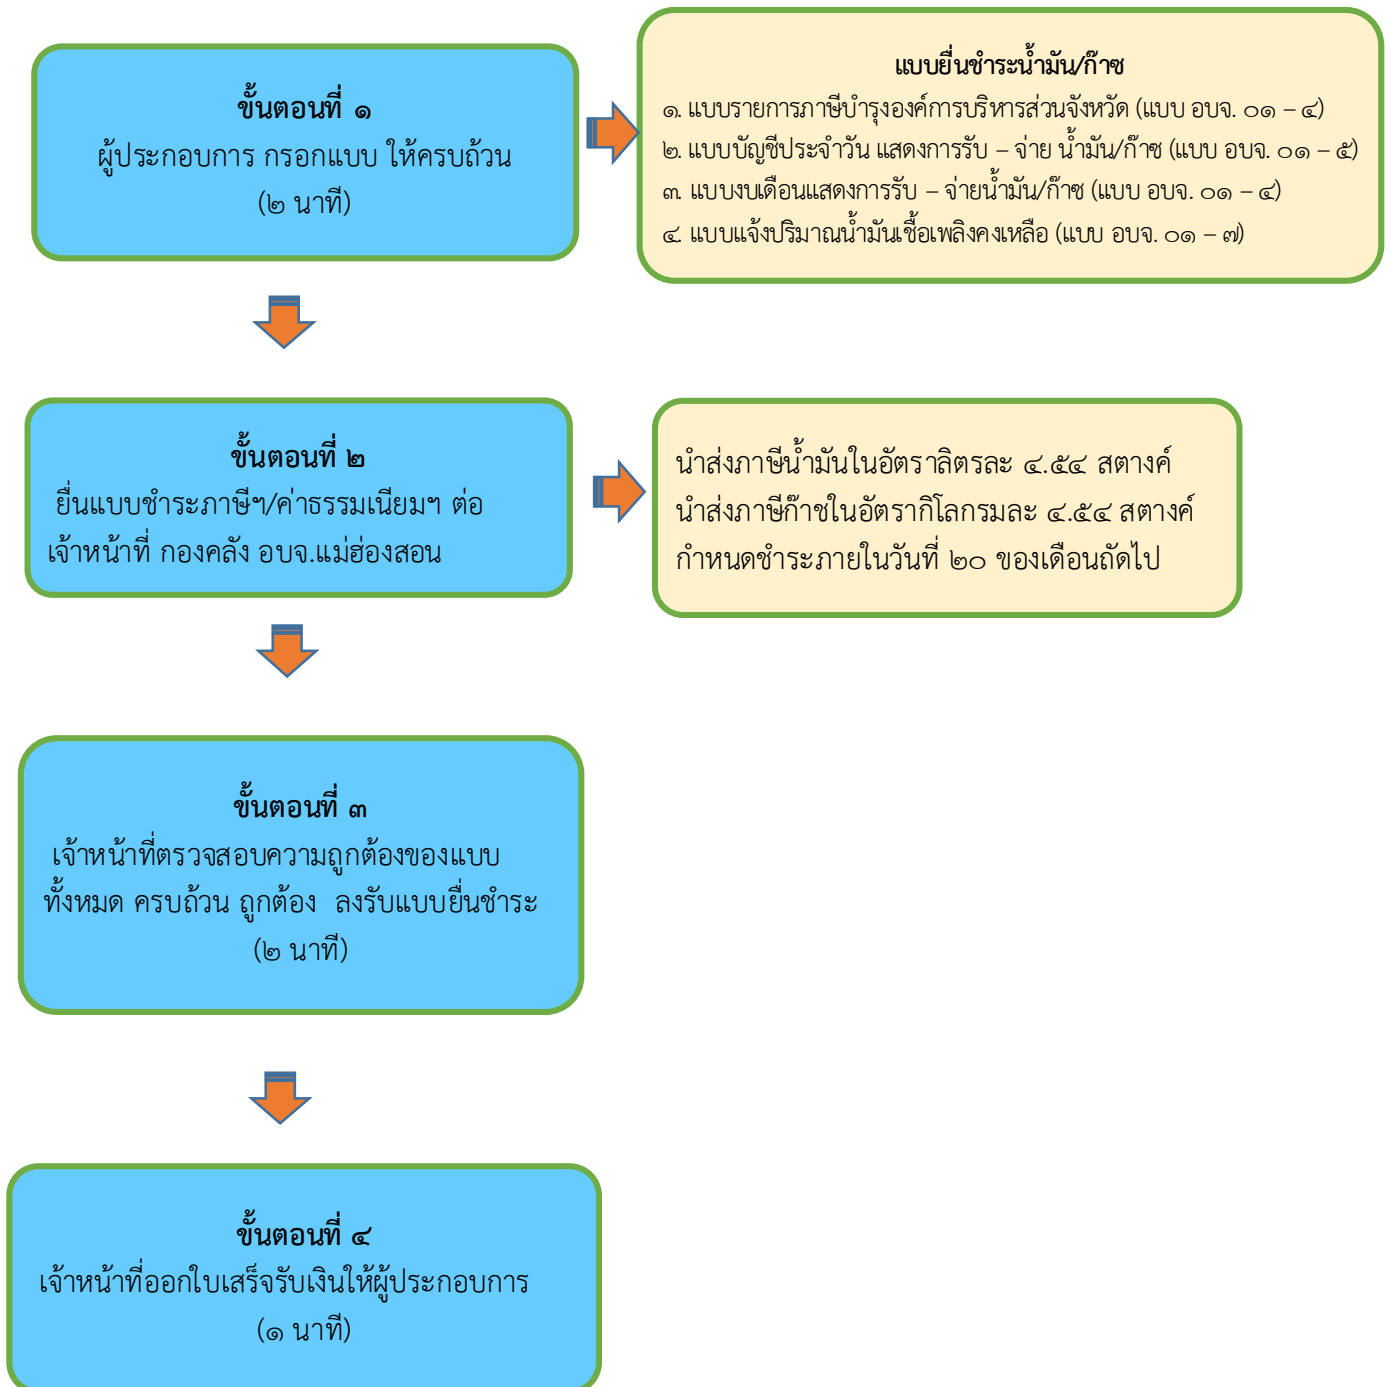 ขั้นตอนที่ ๑
ผู้ประกอบการ กรอกแบบ ให้ครบถ้วน
(๒ นาที)
แบบยื่นชำระน้ำมัน/ก๊าซ
๑. แบบรายการภาษีบำรุงองค์การบริหารส่วนจังหวัด (แบบ อบจ. ๐๑ – ๔)
๒. แบบบัญชีประจำวัน แสดงการรับ – จ่าย น้ำมัน/ก๊าซ (แบบ อบจ. ๐๑ – ๕)
๓. แบบงบเดือนแสดงการรับ – จ่ายน้ำมัน/ก๊าซ (แบบ อบจ. ๐๑ – ๔)
๔. แบบแจ้งปริมาณน้ำมันเชื้อเพลิงคงเหลือ (แบบ อบจ. ๐๑ – ๗)
ขั้นตอนที่ ๒
ยื่นแบบชำระภาษีฯ/ค่าธรรมเนียมฯ ต่อ
เจ้าหน้าที่ กองคลัง อบจ.แม่ฮ่องสอน
นำส่งภาษีน้ำมันในอัตราลิตรละ ๔.๕๔ สตางค์
นำส่งภาษีก๊าชในอัตรากิโลกรมละ ๔.๕๔ สตางค์
กำหนดชำระภายในวันที่ ๒๐ ของเดือนถัดไป
ขั้นตอนที่ ๓
เจ้าหน้าที่ตรวจสอบความถูกต้องของแบบ
ทั้งหมด ครบถ้วน ถูกต้อง ลงรับแบบยื่นชำระ
(๒ นาที)
ขั้นตอนที่ ๔
เจ้าหน้าที่ออกใบเสร็จรับเงินให้ผู้ประกอบการ
(๑ นาที)